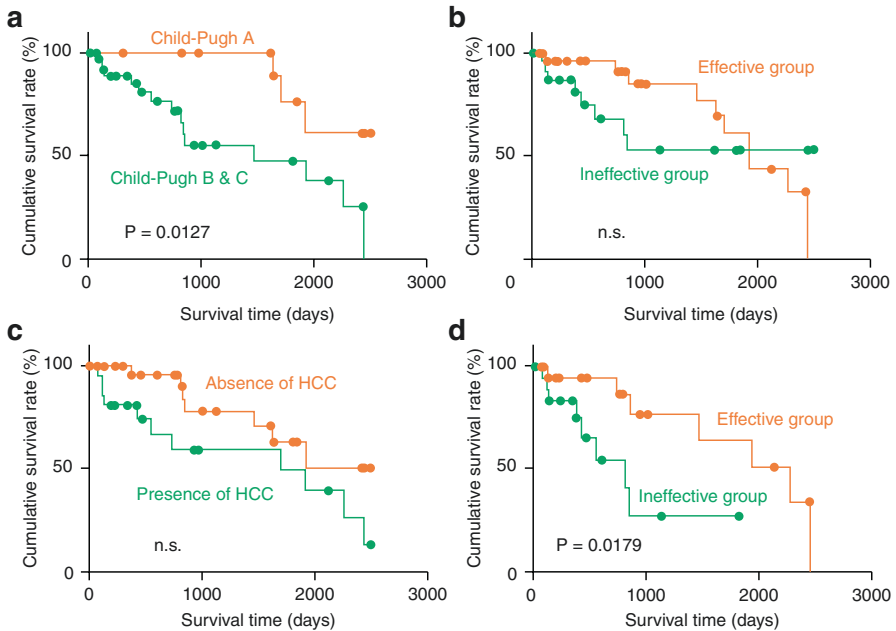 a
Cumulative survival rate (%)
100
50
0
Child-Pugh A
Child-Pugh B & C
P = 0.0127
0 1000 2000 3000
Survival time (days)
b
Cumulative survival rate (%)
100
50
0
Effective group
Ineffective group
n.s.
0 1000 2000 3000
Survival time (days)
c
Cumulative survival rate (%)
100
50
0
Absence of HCC
Presence of HCC
n.s.
0 1000 2000 3000
Survival time (days)
d
Cumulative survival rate (%)
100
50
0
Effective group
Ineffective group
P = 0.0179
0 1000 2000 3000
Survival time (days)